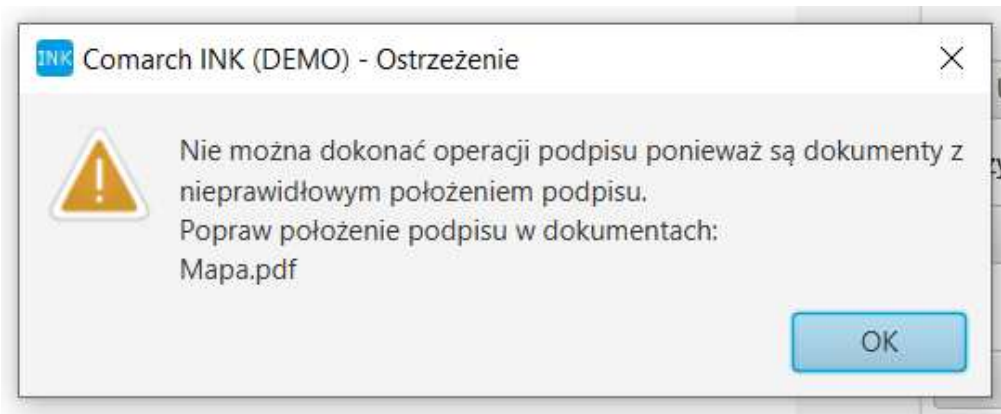 INK Comarch INK (DEMO) - Ostrzeżenie
Nie można dokonać operacji podpisu ponieważ są dokumenty z
nieprawidłowym położeniem podpisu.
Popraw położenie podpisu w dokumentach:
Mapa.pdf
OK